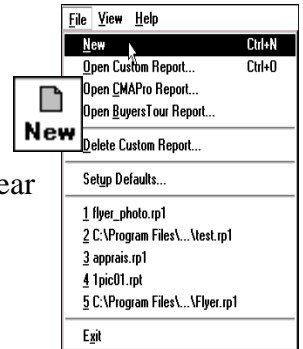 File View Help
New Ctrl+N
Open Custom Report... Ctrl+O
Open CMAPro Report...
Open BuyersTour Report...
New
Delete Custom Report...
ear
Setup Defaults...
1 flyer_photo.rp1
2 C:\Program Files\...\test.rp1
3 apprais.rp1
4 1pic01.rpt
5 C:\Program Files\...\Flyer.rp1
Exit